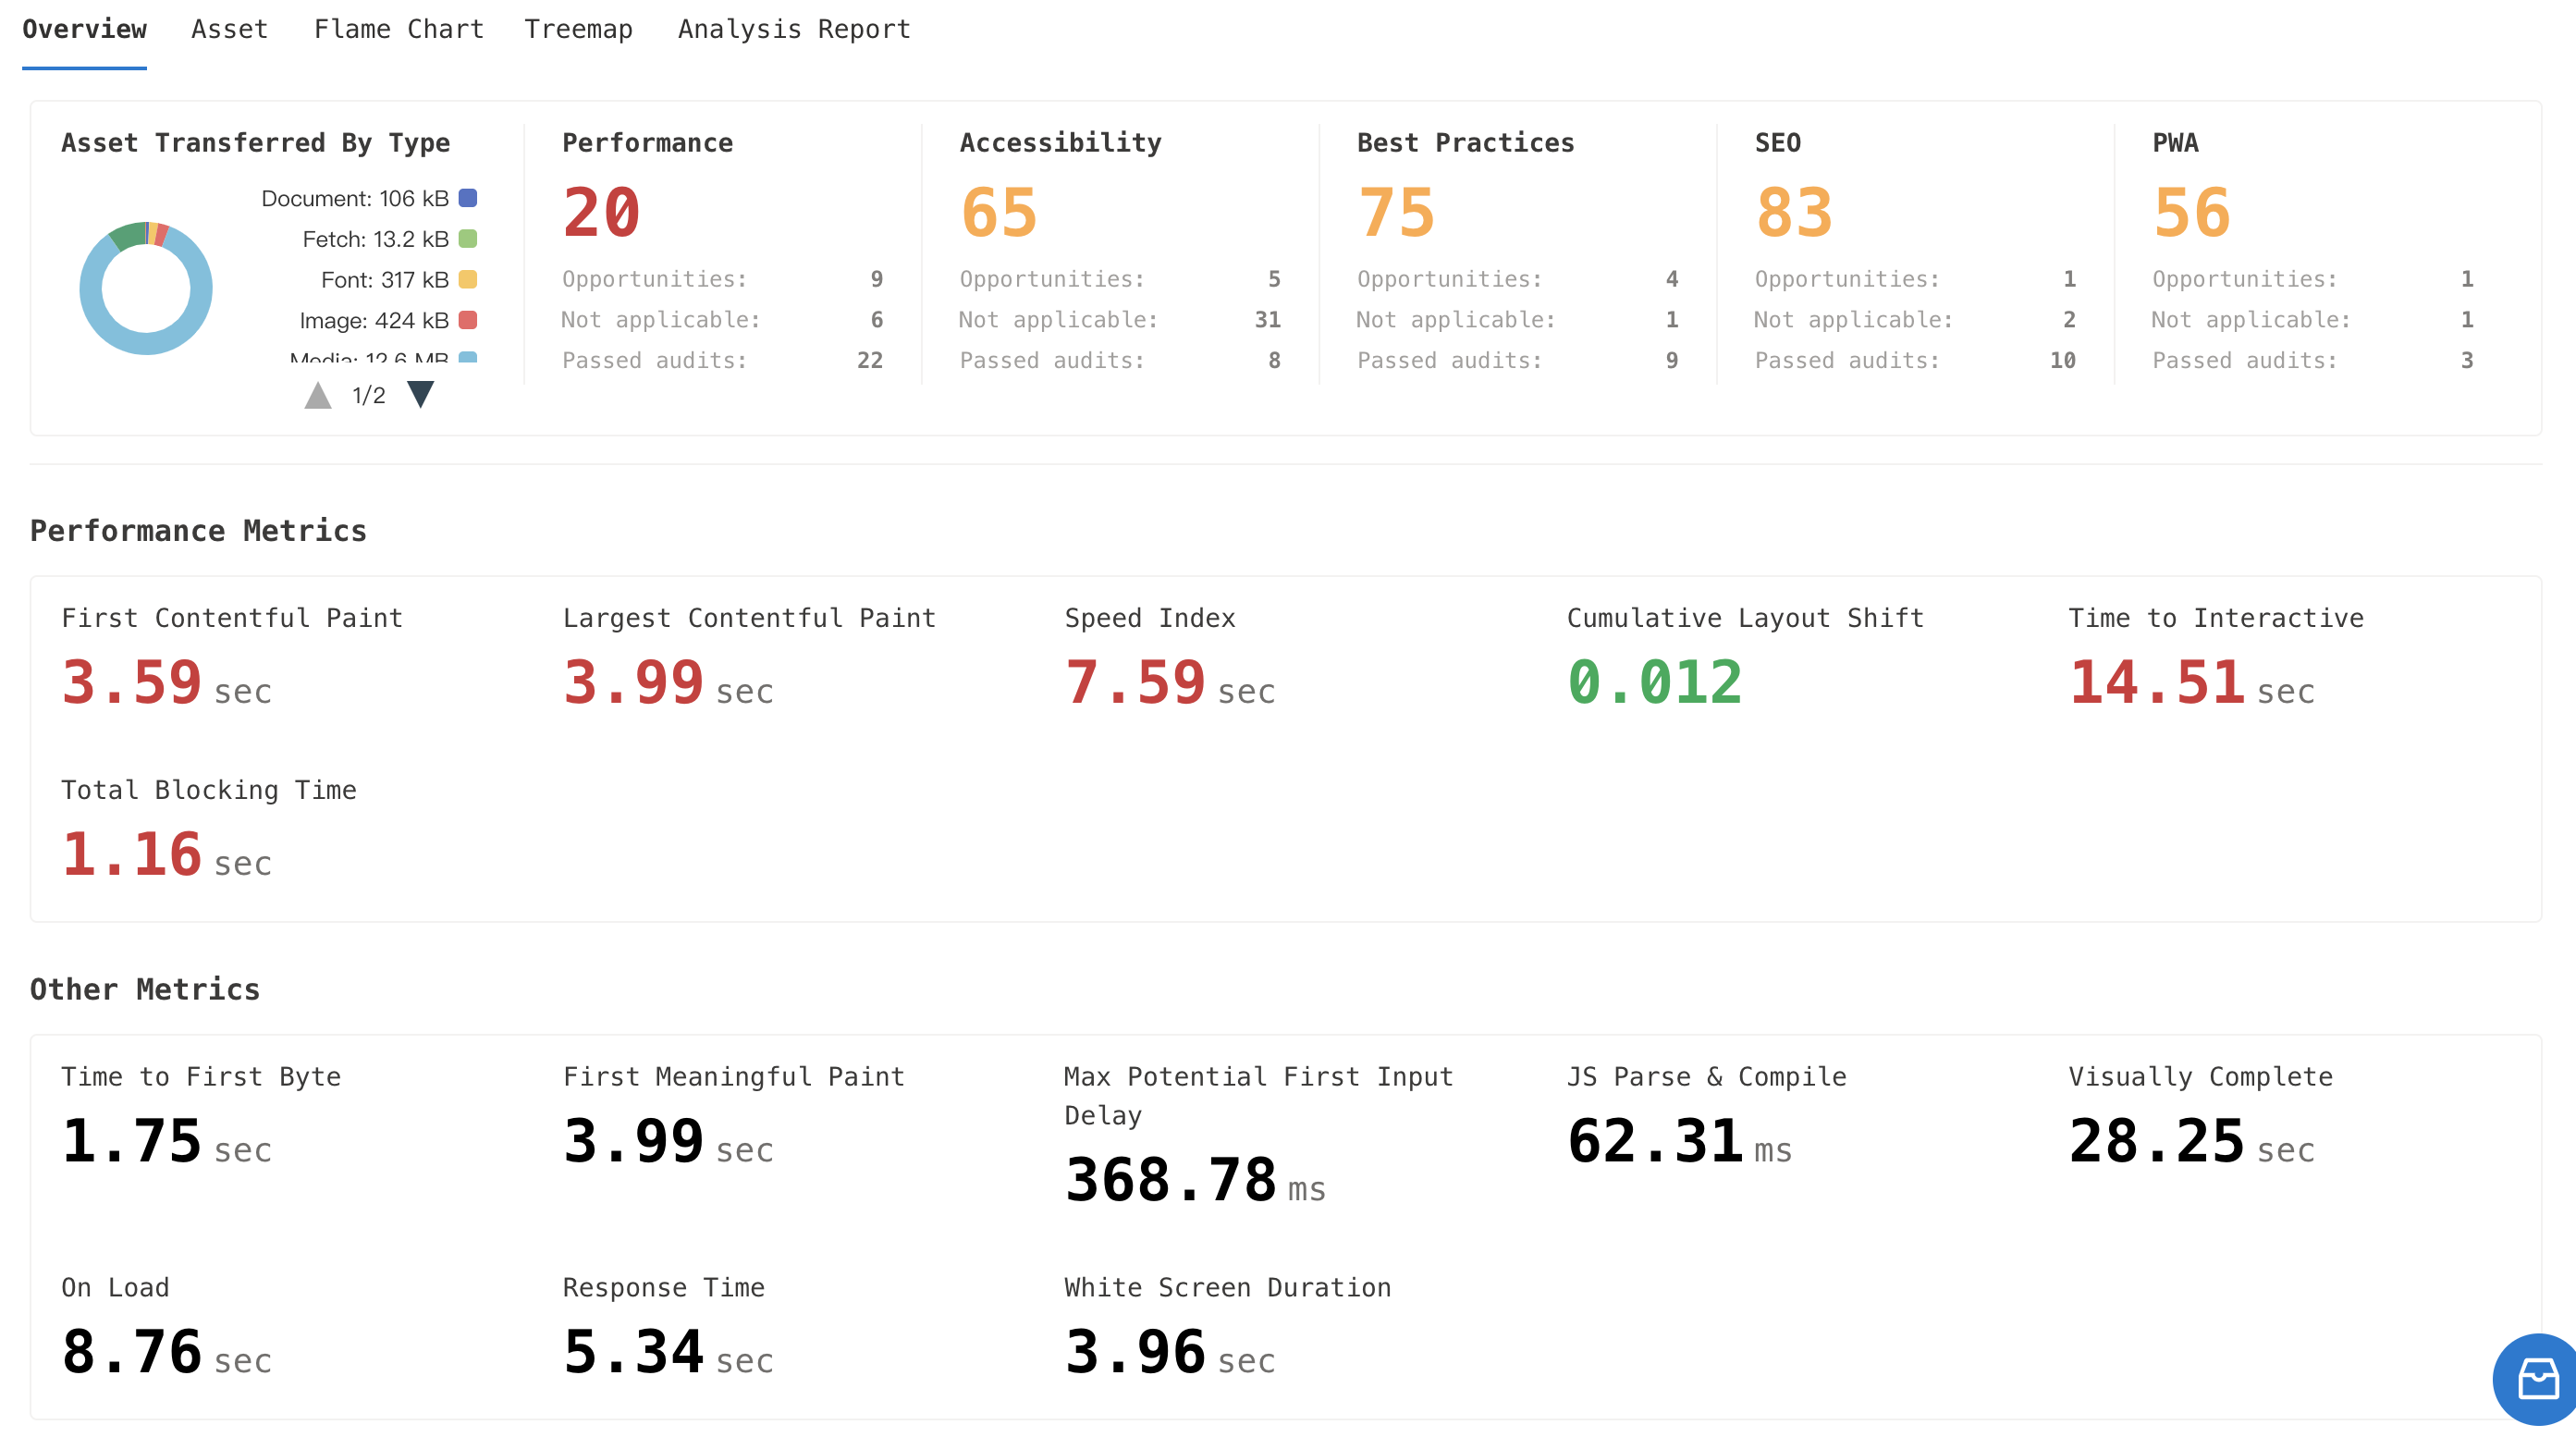 Overview Asset Flame Chart Treemap Analysis Report
Asset Transferred By Type
Document: 106 kB
Fetch: 13.2 kB
Font: 317 kB
Image: 424 kB
Media: 12.6 MB
1/2
Performance
20
Opportunities: 9
Not applicable: 6
Passed audits: 22
Accessibility
65
Opportunities: 5
Not applicable: 31
Passed audits: 8
Best Practices
75
Opportunities: 4
Not applicable: 1
Passed audits: 9
SEO
83
Opportunities: 1
Not applicable: 2
Passed audits: 10
PWA
56
Opportunities: 1
Not applicable: 1
Passed audits: 3
Performance Metrics
First Contentful Paint
3.59 sec
Largest Contentful Paint
3.99 sec
Speed Index
7.59 sec
Cumulative Layout Shift
0.012
Time to Interactive
14.51 sec
Total Blocking Time
1.16 sec
Other Metrics
Time to First Byte
1.75 sec
First Meaningful Paint
3.99 sec
Max Potential First Input
Delay
368.78 ms
JS Parse & Compile
62.31 ms
Visually Complete
28.25 sec
On Load
8.76 sec
Response Time
5.34 sec
White Screen Duration
3.96 sec